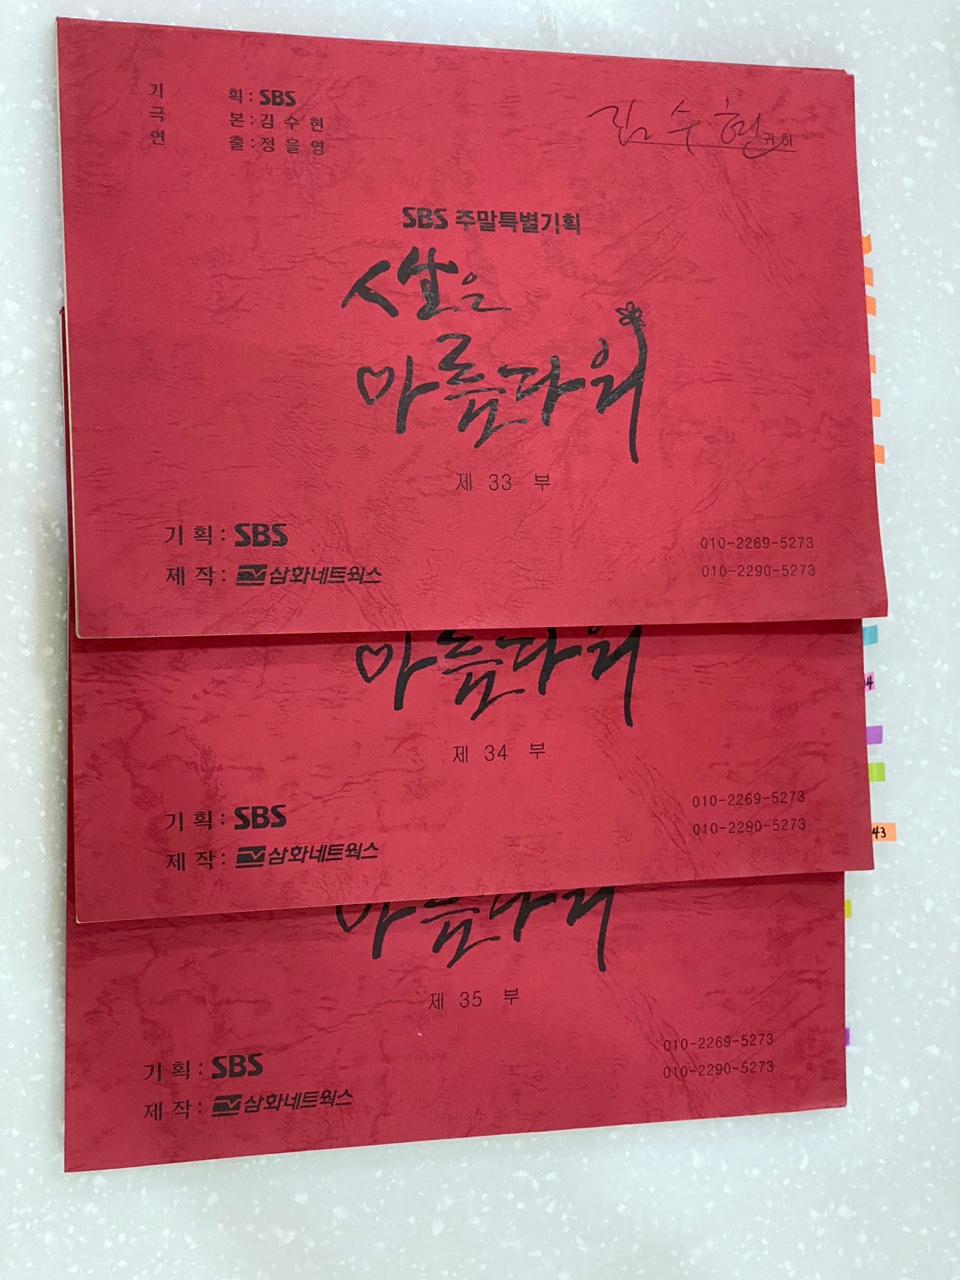 기 획 : SBS
극 본 : 김 수 현
연 출 : 정 을 영
김수현 귀하
SBS 주말특별기획
인생은
아름다워
제 33 부
기 획 : SBS
제 작 : 삼화네트웍스
010-2269-5273
010-2290-5273
아름다워
제 34 부
기 획 : SBS
제 작 : 삼화네트웍스
010-2269-5273
010-2290-5273
43
아름다워
제 35 부
기 획 : SBS
제 작 : 삼화네트웍스
010-2269-5273
010-2290-5273